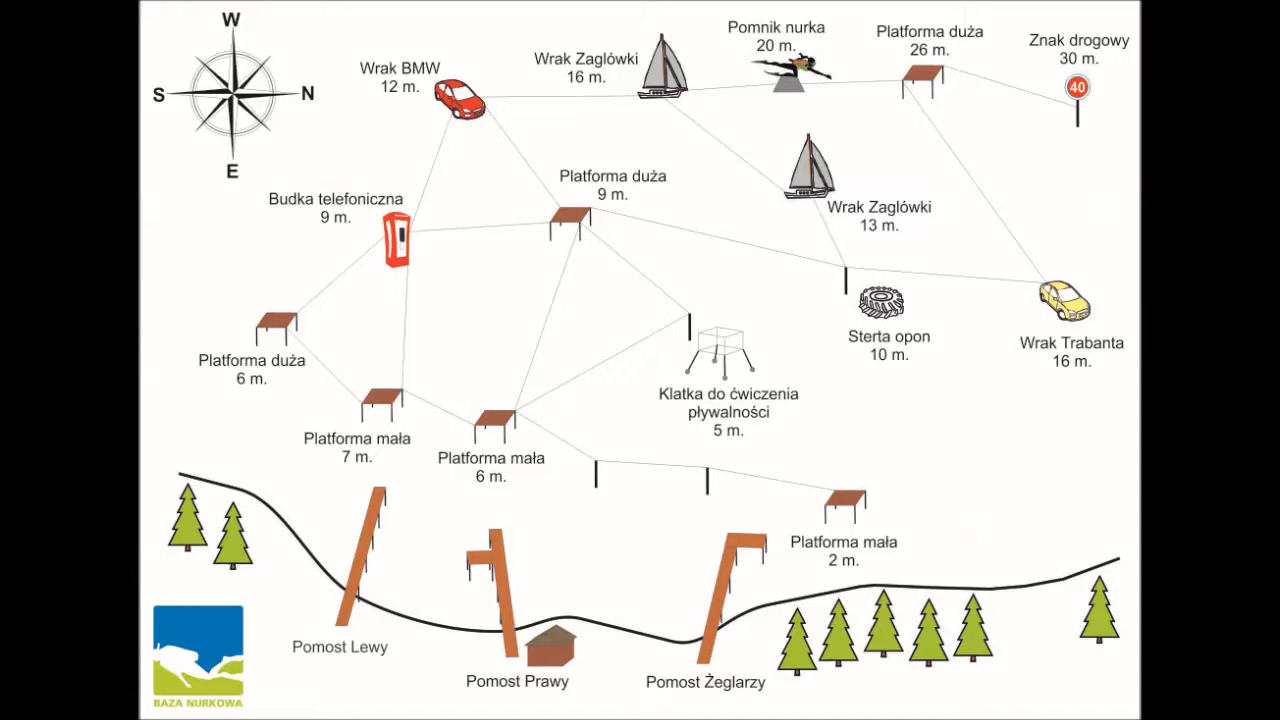 W
S
N
E
Wrak BMW
12 m.
Wrak Zaglówki
16 m.
Pomnik nurka
20 m.
Platforma duża
26 m.
Znak drogowy
30 m.
40
Budka telefoniczna
9 m.
Platforma duża
9 m.
Wrak Zaglówki
13 m.
Sterta opon
10 m.
Wrak Trabanta
16 m.
Platforma duża
6 m.
Klatka do ćwiczenia
pływalności
5 m.
Platforma mała
7 m.
Platforma mała
6 m.
Platforma mała
2 m.
Pomost Lewy
Pomost Prawy
Pomost Żeglarzy
BAZA NURKOWA